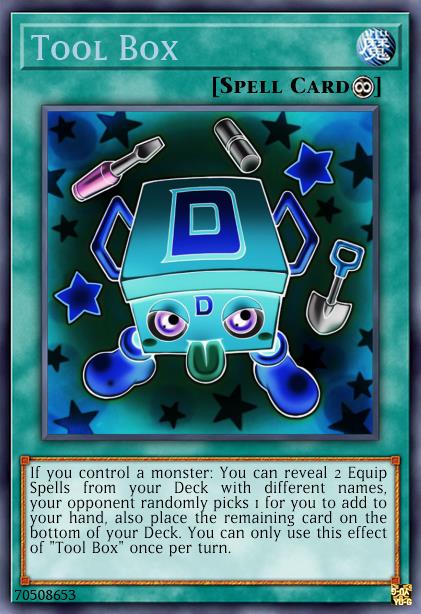 Tool Box
[Spell Card]
D
D
If you control a monster: You can reveal 2 Equip
Spells from your Deck with different names,
your opponent randomly picks 1 for you to add to
your hand, also place the remaining card on the
bottom of your Deck. You can only use this effect
of "Tool Box" once per turn.
70508653